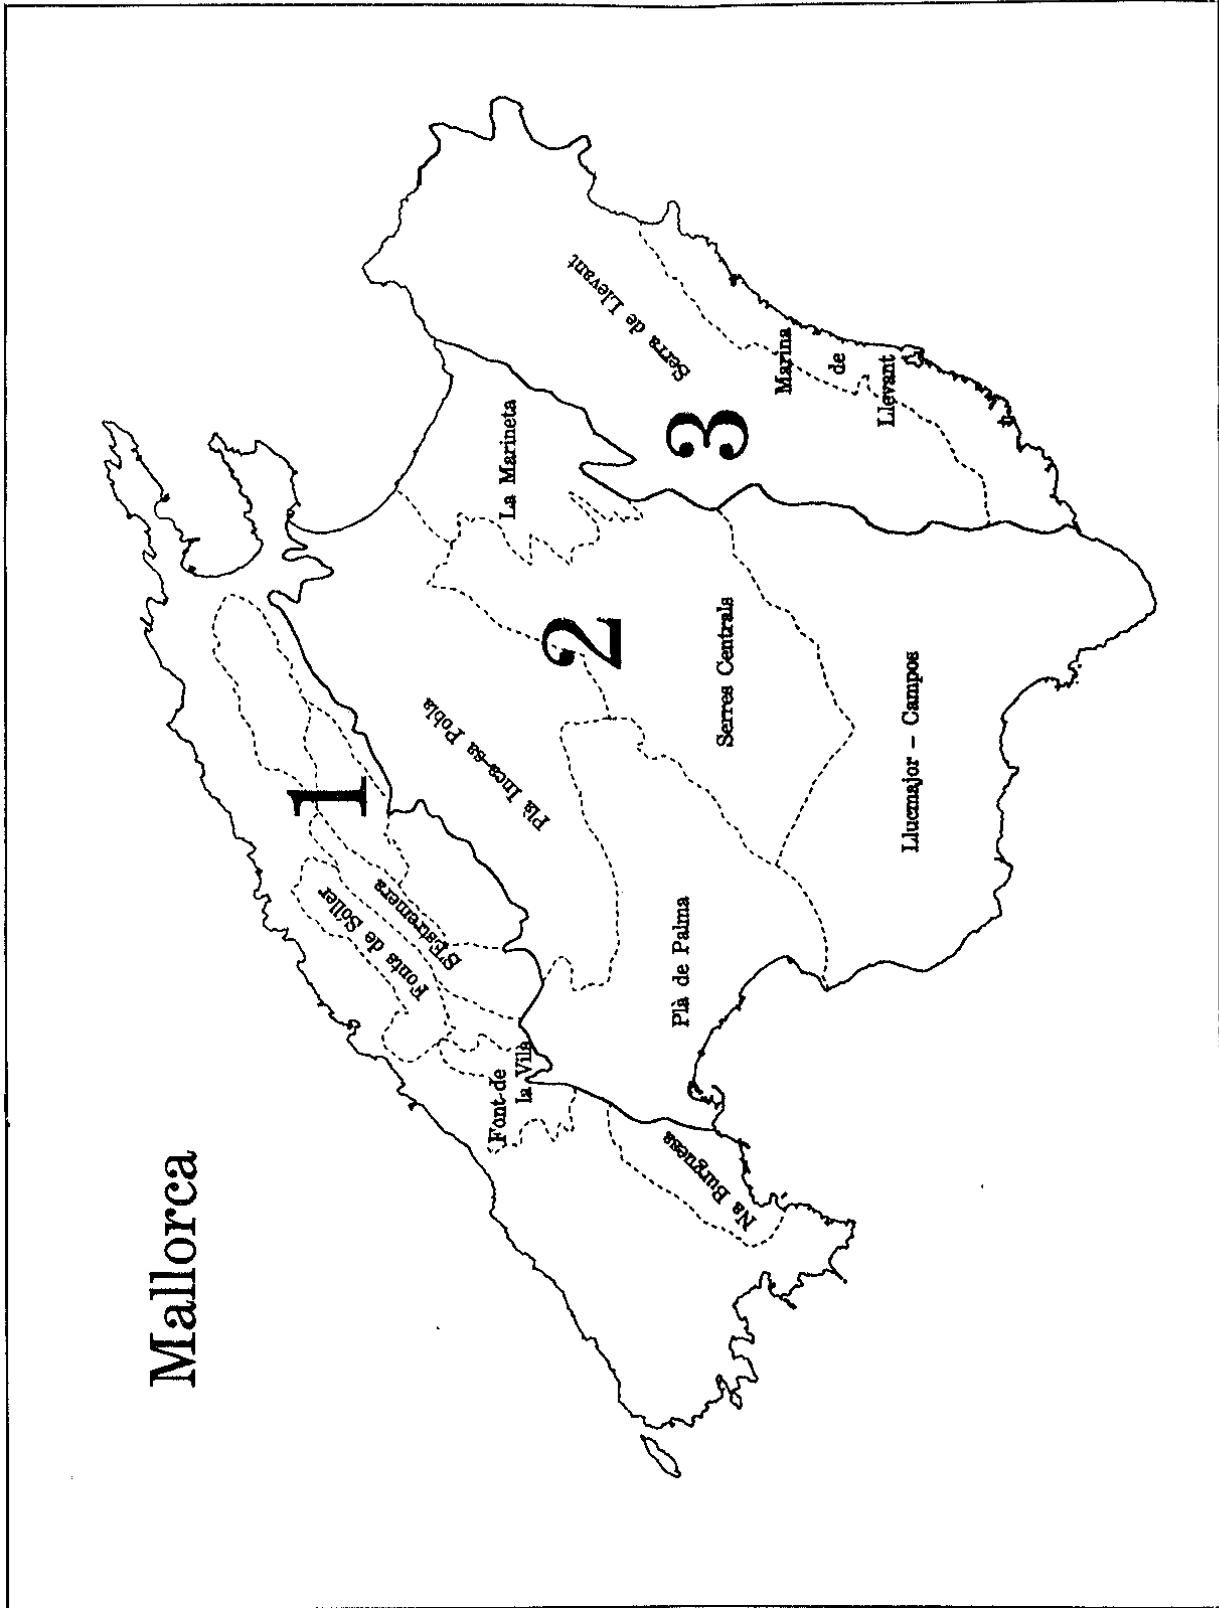 Mallorca
1
Fonts de Sóller
S'Estremera
Font de
la Vila
Na Burguesa
2
Plà Inca-sa Pobla
La Marineta
Plà de Palma
Serres Centrals
Llucmajor - Campos
3
Serra de Llevant
Marina
de
Llevant